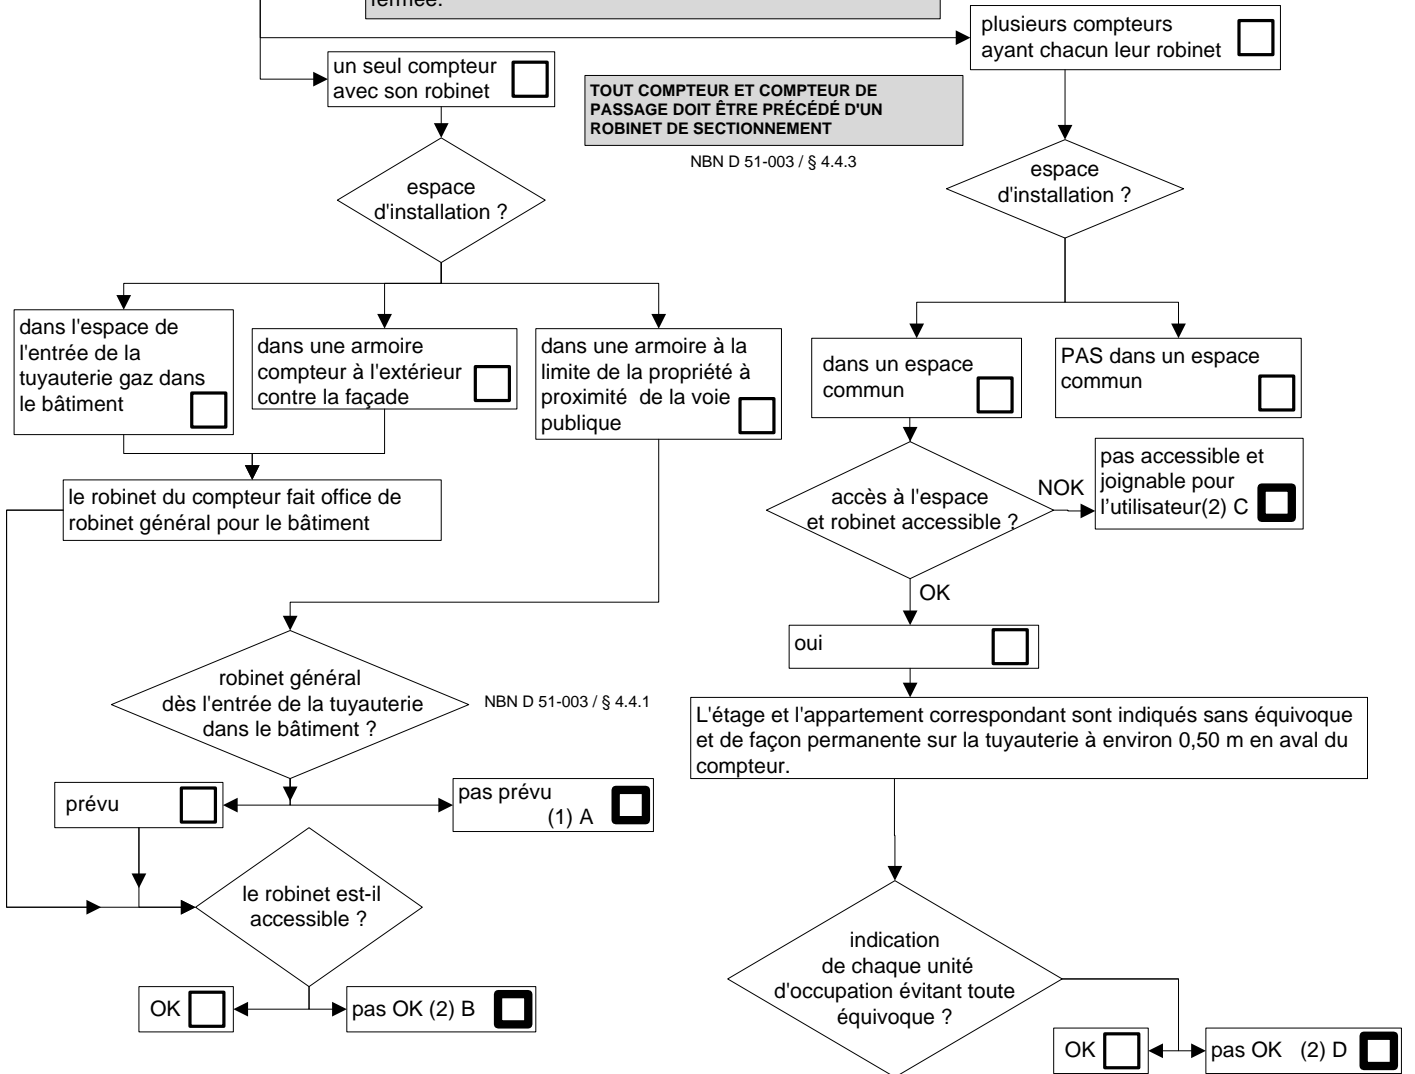 fermée.
plusieurs compteurs
ayant chacun leur robinet
un seul compteur
avec son robinet
TOUT COMPTEUR ET COMPTEUR DE
PASSAGE DOIT ÊTRE PRÉCÉDÉ D'UN
ROBINET DE SECTIONNEMENT
NBN D 51-003 / § 4.4.3
espace
d'installation ?
espace
d'installation ?
dans l'espace de
l'entrée de la
tuyauterie gaz dans
le bâtiment
dans une armoire
compteur à l'extérieur
contre la façade
dans une armoire à la
limite de la propriété à
proximité de la voie
publique
dans un espace
commun
PAS dans un espace
commun
le robinet du compteur fait office de
robinet général pour le bâtiment
accès à l'espace
et robinet accessible ?
NOK
pas accessible et
joignable pour
l'utilisateur(2) C
OK
oui
robinet général
dès l'entrée de la tuyauterie
dans le bâtiment ?
NBN D 51-003 / § 4.4.1
L'étage et l'appartement correspondant sont indiqués sans équivoque
et de façon permanente sur la tuyauterie à environ 0,50 m en aval du
compteur.
prévu
pas prévu
(1) A
le robinet est-il
accessible ?
indication
de chaque unité
d'occupation évitant toute
équivoque ?
OK
pas OK (2) B
OK
pas OK (2) D